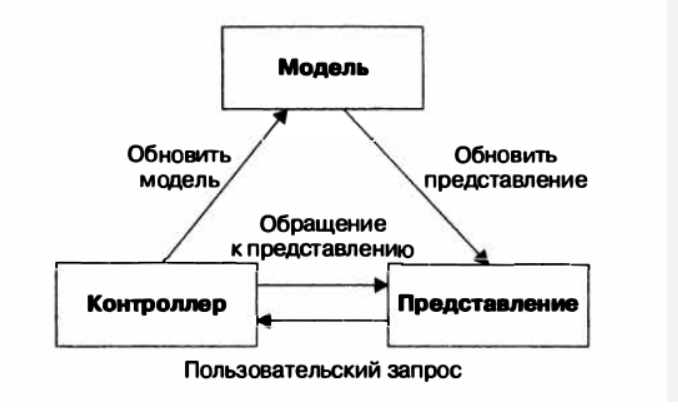 Модель
Обновить
модель
Обновить
представление
Обращение
к представлению
Контроллер
Представление
Пользовательский запрос